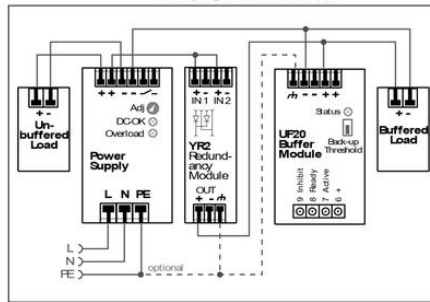 + -
Un-
buffered
Load
+ + - - 
Adj
DC-OK
Overload
Power
Supply
L N PE
+ - + -
IN 1 IN 2
YR2
Redund-
ancy
Module
OUT
+ -
- - + +
Status
UF20
Buffer
Module
Back-up
Threshold
9 Inhibit
8 Ready
7 Active
6 +
+ -
Buffered
Load
L
N
PE
optional